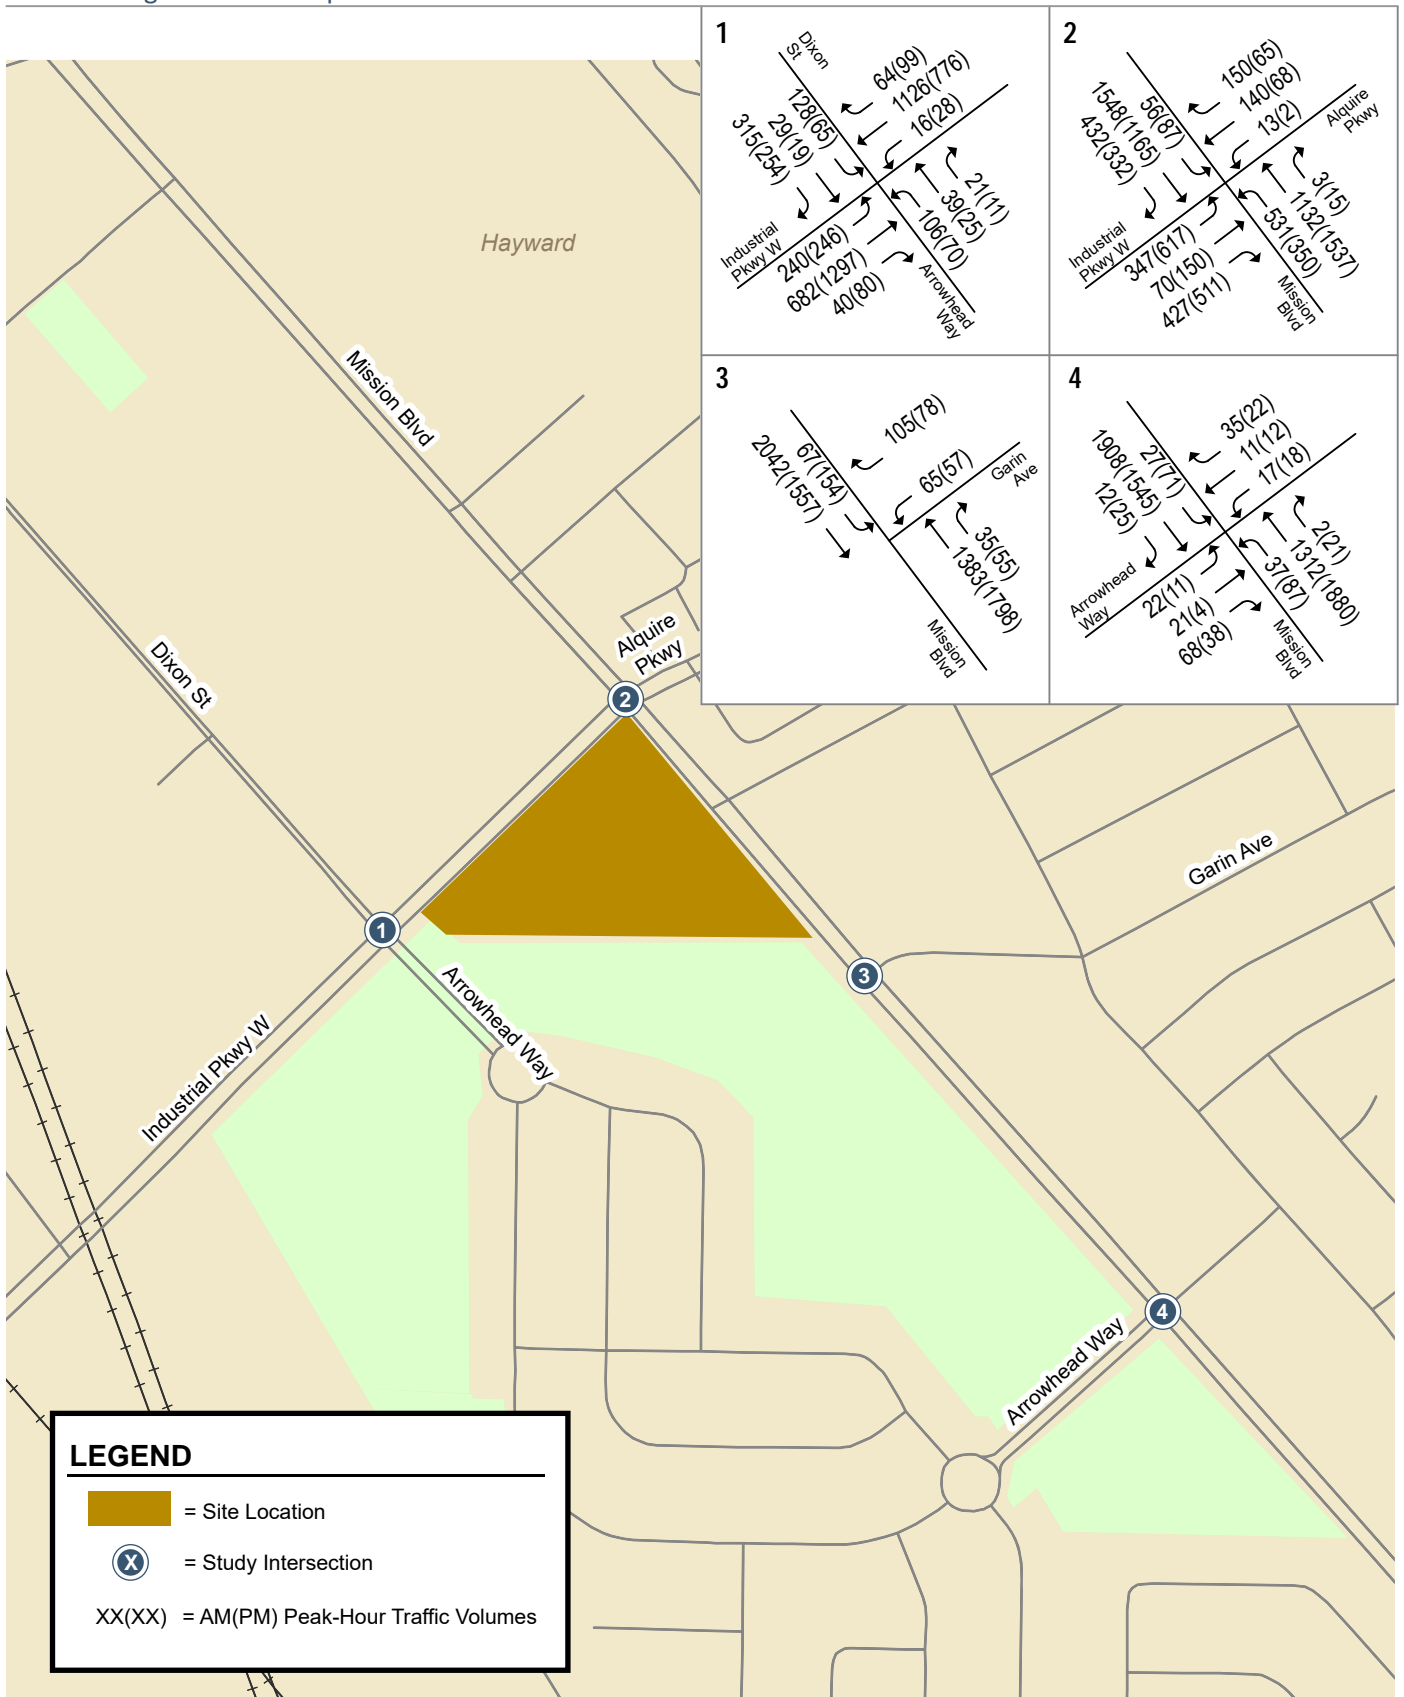 1
Dixon
St
64(99)
1126(776)
16(28)
128(65)
29(19)
315(254)
21(11)
39(25)
106(70)
Industrial
Pkwy W
240(246)
682(1297)
40(80)
Arrowhead
Way
2
150(65)
140(68)
13(2)
Alquire
Pkwy
56(87)
1548(1165)
432(332)
3(15)
1132(1537)
531(350)
Industrial
Pkwy W
347(617)
70(150)
427(511)
Mission
Blvd
3
105(78)
65(57)
67(154)
2042(1557)
Garin
Ave
35(55)
1383(1798)
Mission
Blvd
4
35(22)
11(12)
17(18)
27(71)
1908(1545)
12(25)
2(21)
1312(1880)
37(87)
Arrowhead
Way
22(11)
21(4)
68(38)
Mission
Blvd
Hayward
Mission Blvd
Alquire
Pkwy
Dixon St
2
Garin Ave
1
3
Arrowhead Way
Industrial Pkwy W
4
Arrowhead Way
LEGEND
= Site Location
X = Study Intersection
XX(XX) = AM(PM) Peak-Hour Traffic Volumes